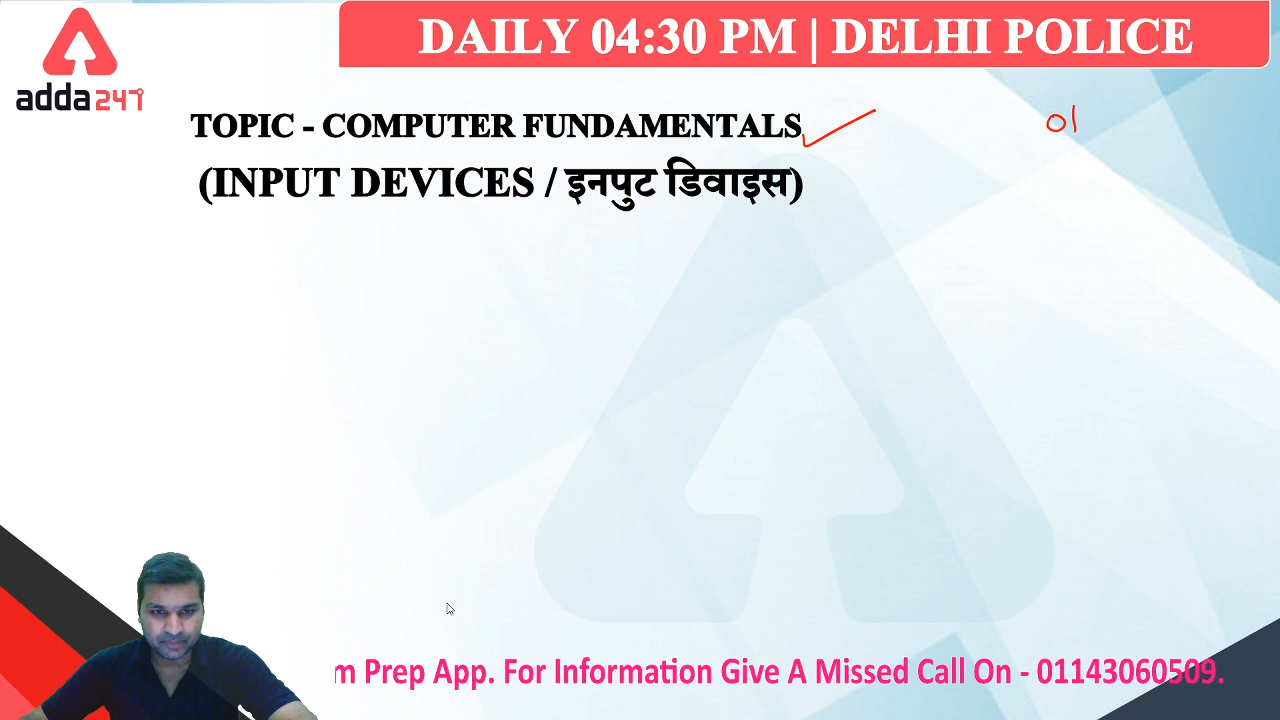 DAILY 04:30 PM | DELHI POLICE
adda247
TOPIC - COMPUTER FUNDAMENTALS
01
(INPUT DEVICES / इनपुट डिवाइस)
m Prep App. For Information Give A Missed Call On - 01143060509.